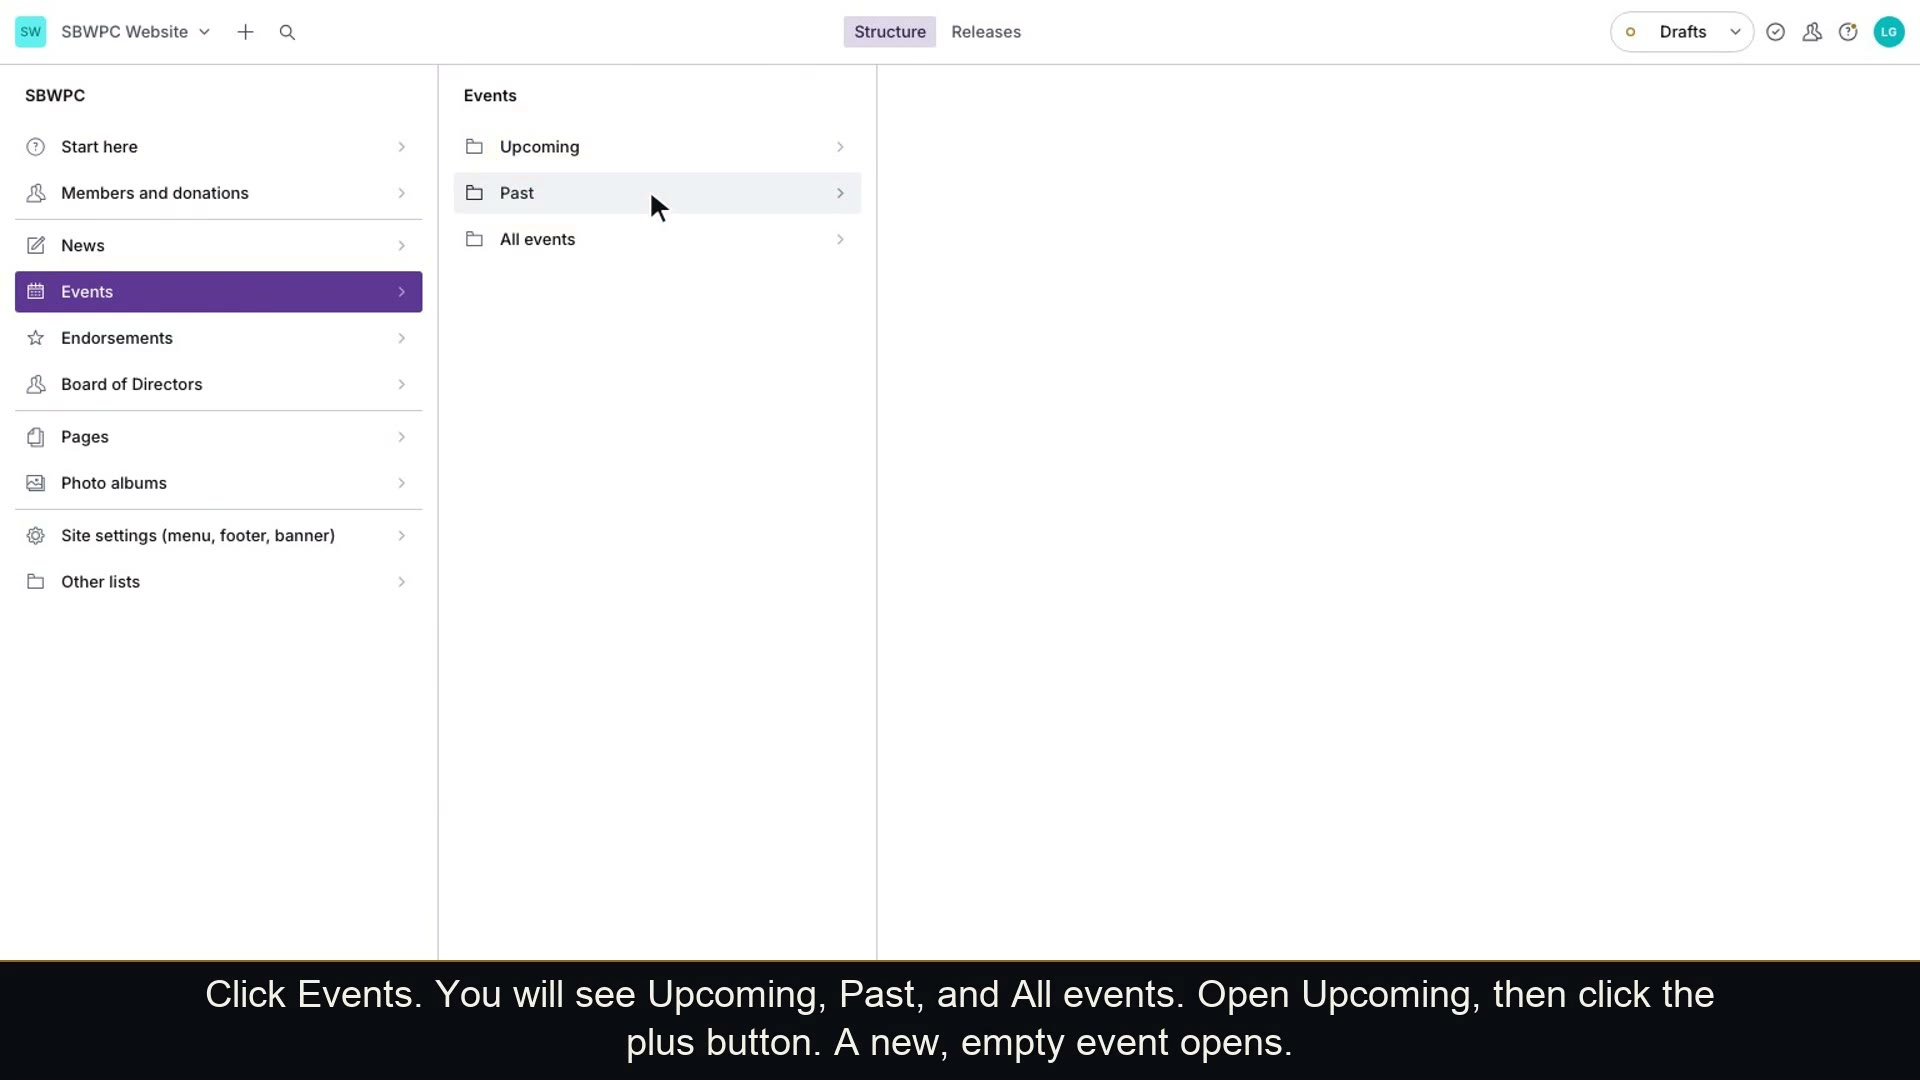 SW SBWPC Website
Structure Releases
Drafts
LG
SBWPC
Start here
Members and donations
News
Events
Endorsements
Board of Directors
Pages
Photo albums
Site settings (menu, footer, banner)
Other lists
Events
Upcoming
Past
All events
Click Events. You will see Upcoming, Past, and All events. Open Upcoming, then click the
plus button. A new, empty event opens.